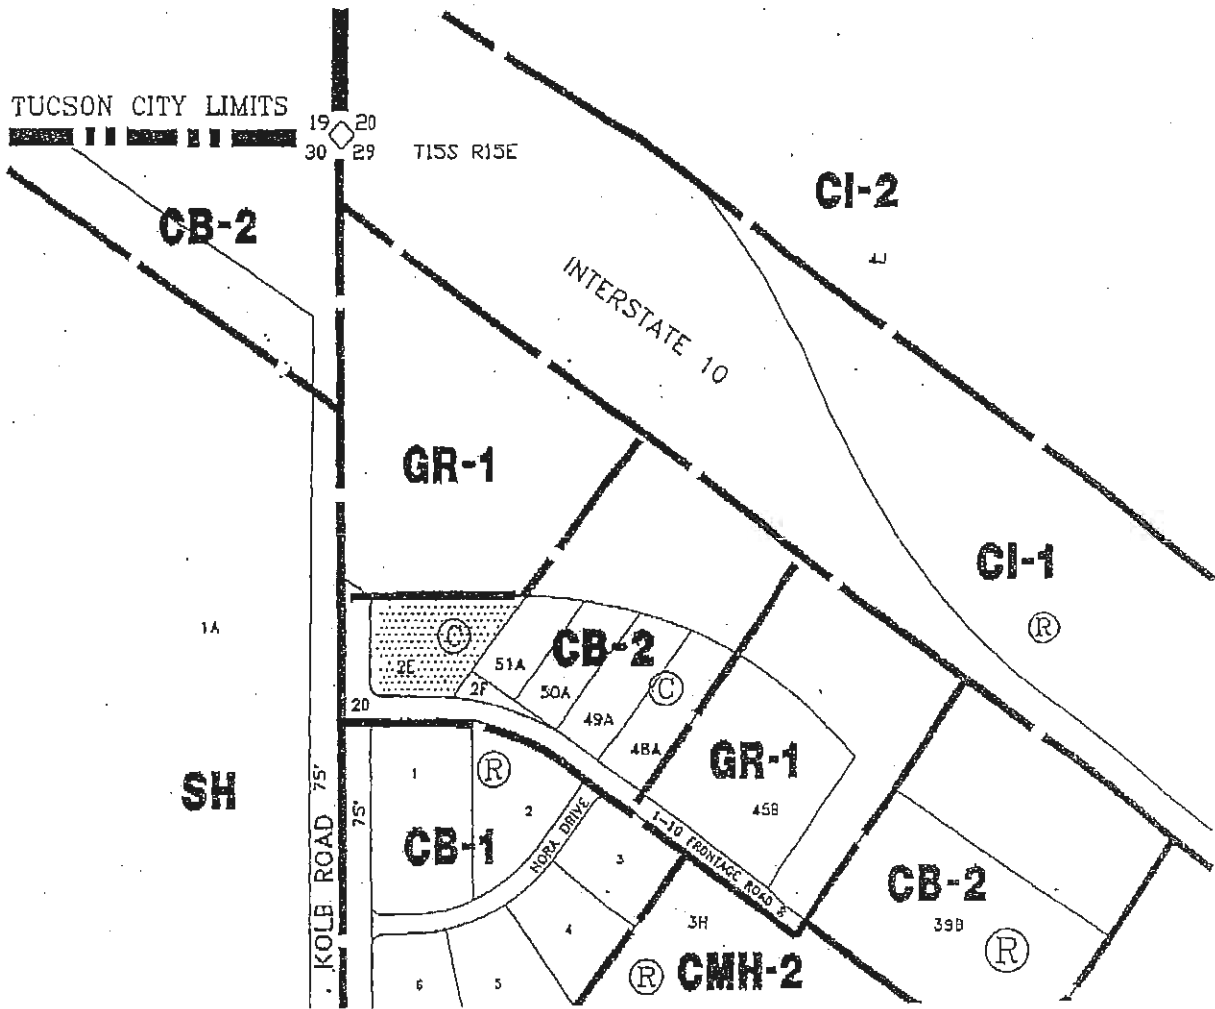 TUCSON CITY LIMITS
19 20
30 29
T15S R15E
CI-2
4J
CB-2
INTERSTATE 10
GR-1
CI-1
R
1A
C
2E
51A
CB-2
2F
50A
C
49A
48A
2D
SH
75'
75'
KOLB ROAD
1
R
2
CB-1
NORA DRIVE
3
I-10 FRONTAGE ROAD
GR-1
45B
CB-2
39B
R
4
3H
R
CMH-2
6
5